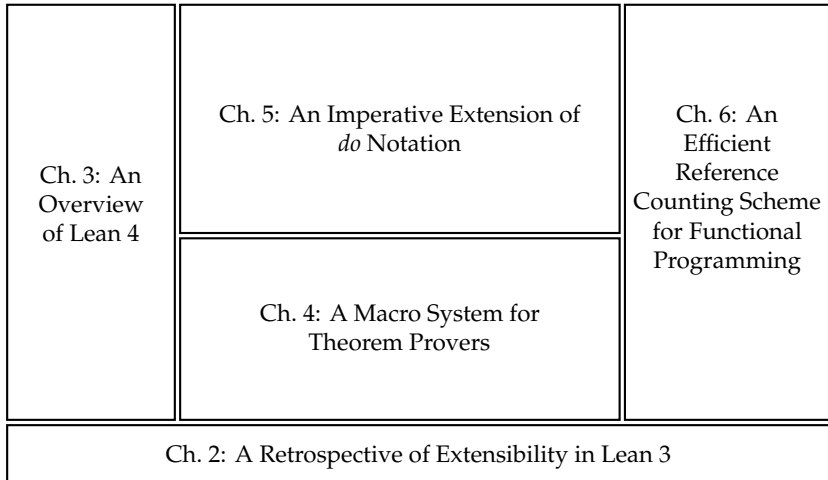 Ch. 3: An
Overview
of Lean 4
Ch. 5: An Imperative Extension of
do Notation
Ch. 4: A Macro System for
Theorem Provers
Ch. 6: An
Efficient
Reference
Counting Scheme
for Functional
Programming
Ch. 2: A Retrospective of Extensibility in Lean 3